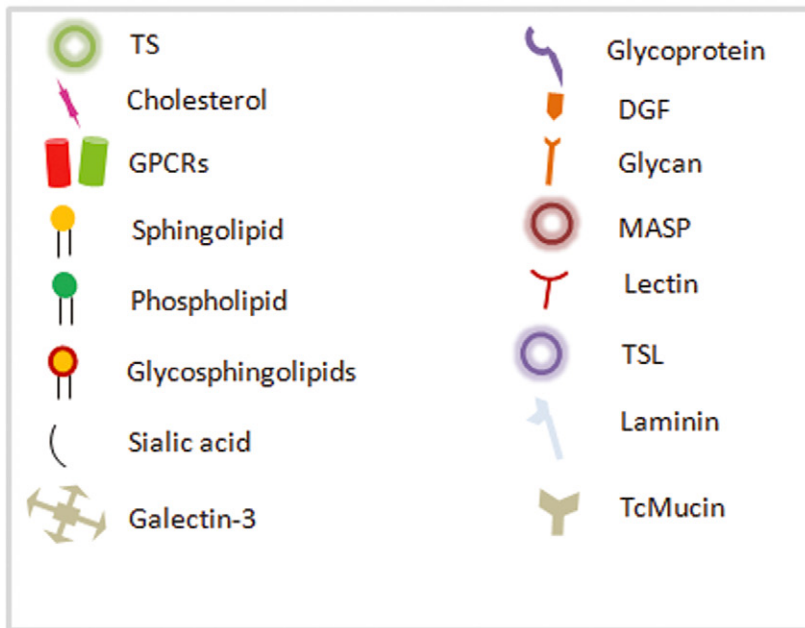 TS
Cholesterol
GPCRs
Sphingolipid
Phospholipid
Glycosphingolipids
Sialic acid
Galectin-3
Glycoprotein
DGF
Glycan
MASP
Lectin
TSL
Laminin
TcMucin